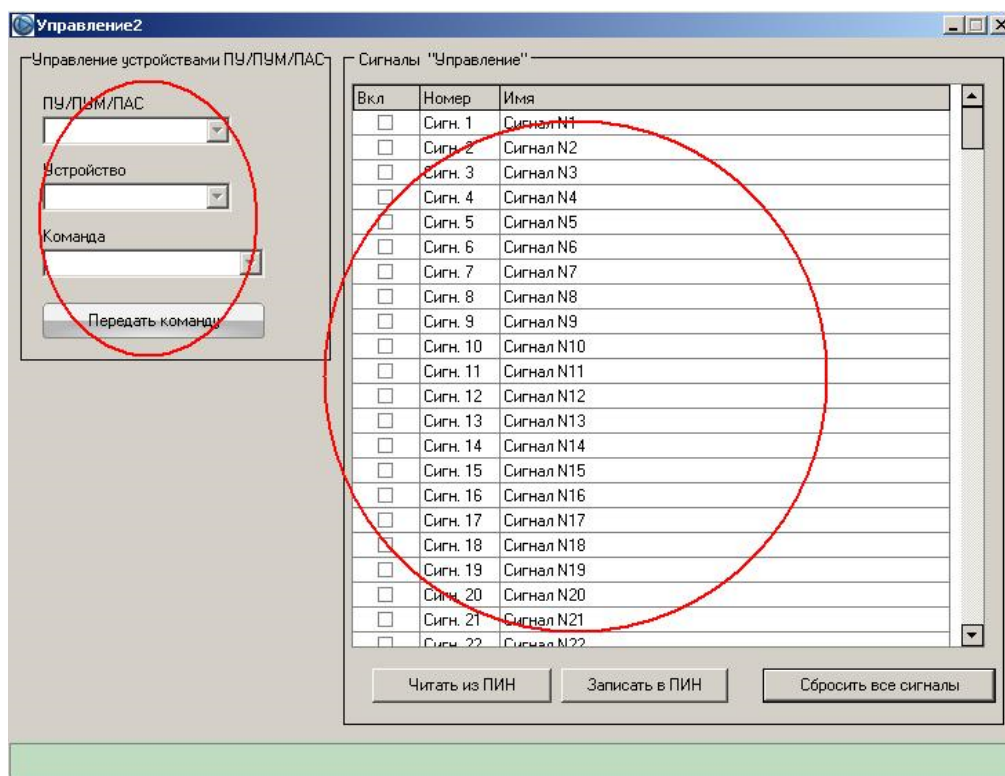 Управление2
Управление устройствами ПУ/ПУМ/ПАС
ПУ/ПУМ/ПАС
Устройство
Команда
Передать команду
Сигналы "Управление"
Вкл Номер Имя
Сигн. 1 Сигнал N1
Сигн. 2 Сигнал N2
Сигн. 3 Сигнал N3
Сигн. 4 Сигнал N4
Сигн. 5 Сигнал N5
Сигн. 6 Сигнал N6
Сигн. 7 Сигнал N7
Сигн. 8 Сигнал N8
Сигн. 9 Сигнал N9
Сигн. 10 Сигнал N10
Сигн. 11 Сигнал N11
Сигн. 12 Сигнал N12
Сигн. 13 Сигнал N13
Сигн. 14 Сигнал N14
Сигн. 15 Сигнал N15
Сигн. 16 Сигнал N16
Сигн. 17 Сигнал N17
Сигн. 18 Сигнал N18
Сигн. 19 Сигнал N19
Сигн. 20 Сигнал N20
Сигн. 21 Сигнал N21
Сигн. 22 Сигнал N22
Читать из ПИН Записать в ПИН Сбросить все сигналы